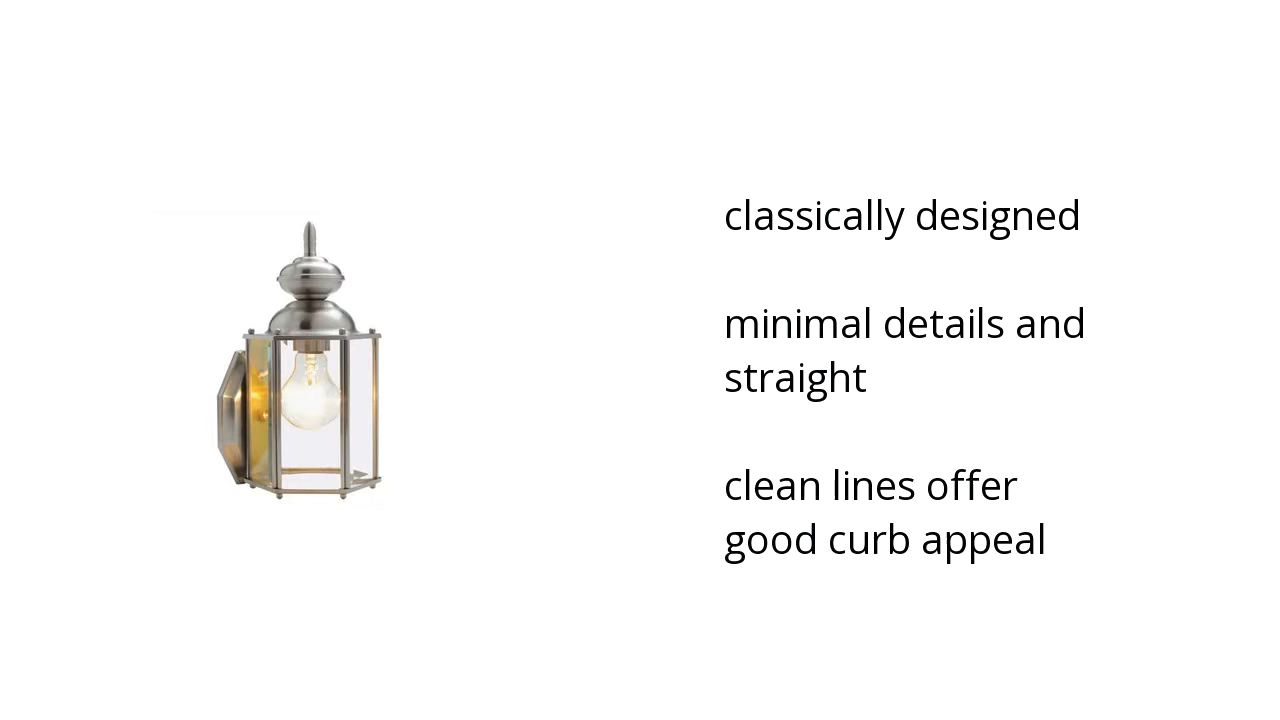 classically designed
minimal details and
straight
clean lines offer
good curb appeal